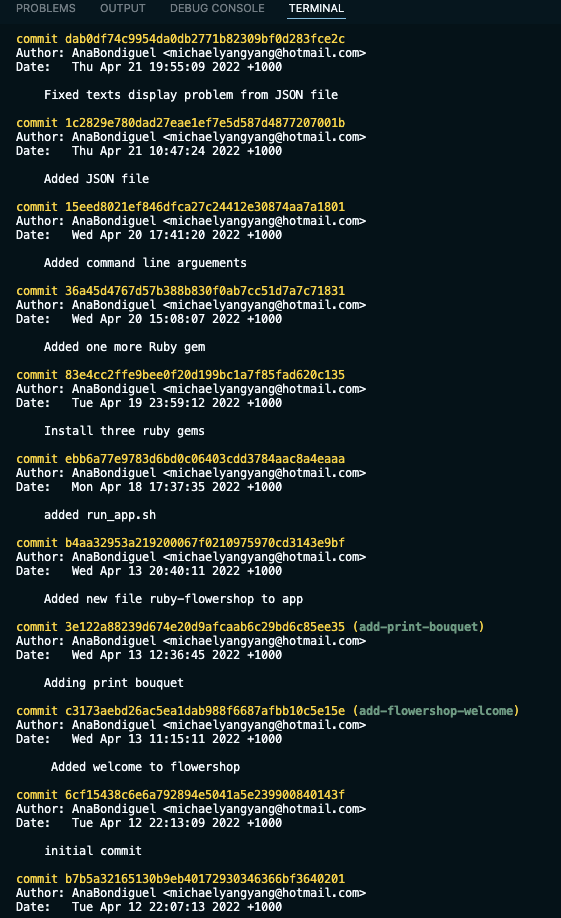 PROBLEMS OUTPUT DEBUG CONSOLE TERMINAL
commit dab0df74c9954da0db2771b82309bf0d283fce2c
Author: AnaBondiguel <michaelyangyang@hotmail.com>
Date:   Thu Apr 21 19:55:09 2022 +1000
Fixed texts display problem from JSON file
commit 1c2829e780dad27eae1ef7e5d587d4877207001b
Author: AnaBondiguel <michaelyangyang@hotmail.com>
Date:   Thu Apr 21 10:47:24 2022 +1000
Added JSON file
commit 15eed8021ef846dfca27c24412e30874aa7a1801
Author: AnaBondiguel <michaelyangyang@hotmail.com>
Date:   Wed Apr 20 17:41:20 2022 +1000
Added command line arguements
commit 36a45d4767d57b388b830f0ab7cc51d7a7c71831
Author: AnaBondiguel <michaelyangyang@hotmail.com>
Date:   Wed Apr 20 15:08:07 2022 +1000
Added one more Ruby gem
commit 83e4cc2ffe9bee0f20d199bc1a7f85fad620c135
Author: AnaBondiguel <michaelyangyang@hotmail.com>
Date:   Tue Apr 19 23:59:12 2022 +1000
Install three ruby gems
commit ebb6a77e9783d6bd0c06403cdd3784aac8a4eaaa
Author: AnaBondiguel <michaelyangyang@hotmail.com>
Date:   Mon Apr 18 17:37:35 2022 +1000
added run_app.sh
commit b4aa32953a219200067f0210975970cd3143e9bf
Author: AnaBondiguel <michaelyangyang@hotmail.com>
Date:   Wed Apr 13 20:40:11 2022 +1000
Added new file ruby-flowershop to app
commit 3e122a88239d674e20d9afcaab6c29bd6c85ee35 (add-print-bouquet)
Author: AnaBondiguel <michaelyangyang@hotmail.com>
Date:   Wed Apr 13 12:36:45 2022 +1000
Adding print bouquet
commit c3173aebd26ac5ea1dab988f6687afbb10c5e15e (add-flowershop-welcome)
Author: AnaBondiguel <michaelyangyang@hotmail.com>
Date:   Wed Apr 13 11:15:11 2022 +1000
Added welcome to flowershop
commit 6cf15438c6e6a792894e5041a5e239900840143f
Author: AnaBondiguel <michaelyangyang@hotmail.com>
Date:   Tue Apr 12 22:13:09 2022 +1000
initial commit
commit b7b5a32165130b9eb40172930346366bf3640201
Author: AnaBondiguel <michaelyangyang@hotmail.com>
Date:   Tue Apr 12 22:07:13 2022 +1000